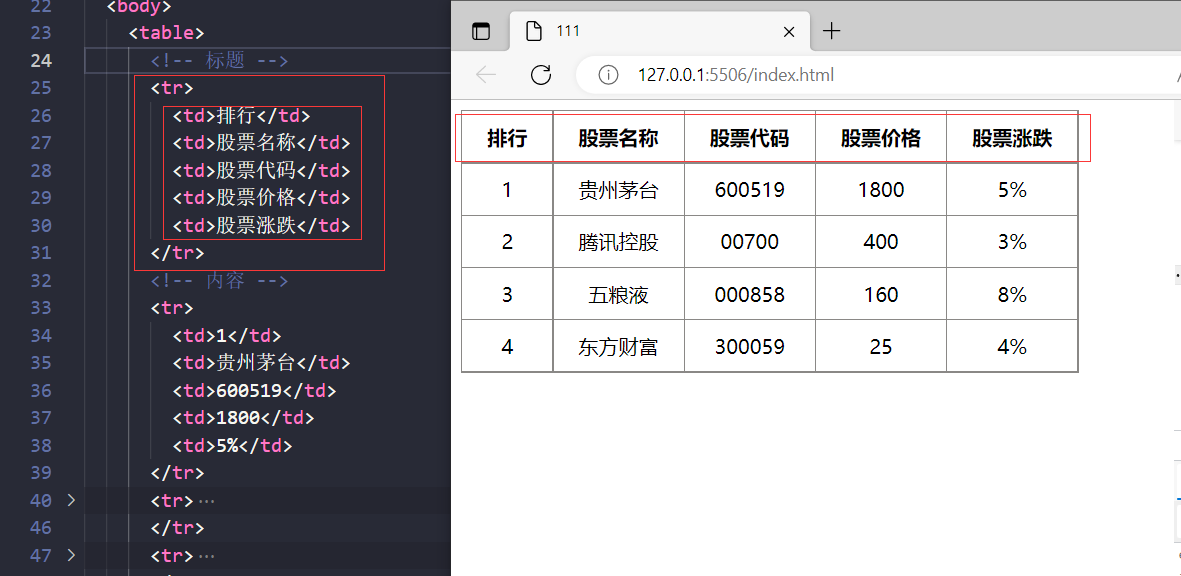 22 <body>
23 <table>
24 <!-- 标题 -->
25 <tr>
26 <td>排行</td>
27 <td>股票名称</td>
28 <td>股票代码</td>
29 <td>股票价格</td>
30 <td>股票涨跌</td>
31 </tr>
32 <!-- 内容 -->
33 <tr>
34 <td>1</td>
35 <td>贵州茅台</td>
36 <td>600519</td>
37 <td>1800</td>
38 <td>5%</td>
39 </tr>
40 <tr>…
46 </tr>
47 <tr>…
111
127.0.0.1:5506/index.html
排行 股票名称 股票代码 股票价格 股票涨跌
1 贵州茅台 600519 1800 5%
2 腾讯控股 00700 400 3%
3 五粮液 000858 160 8%
4 东方财富 300059 25 4%